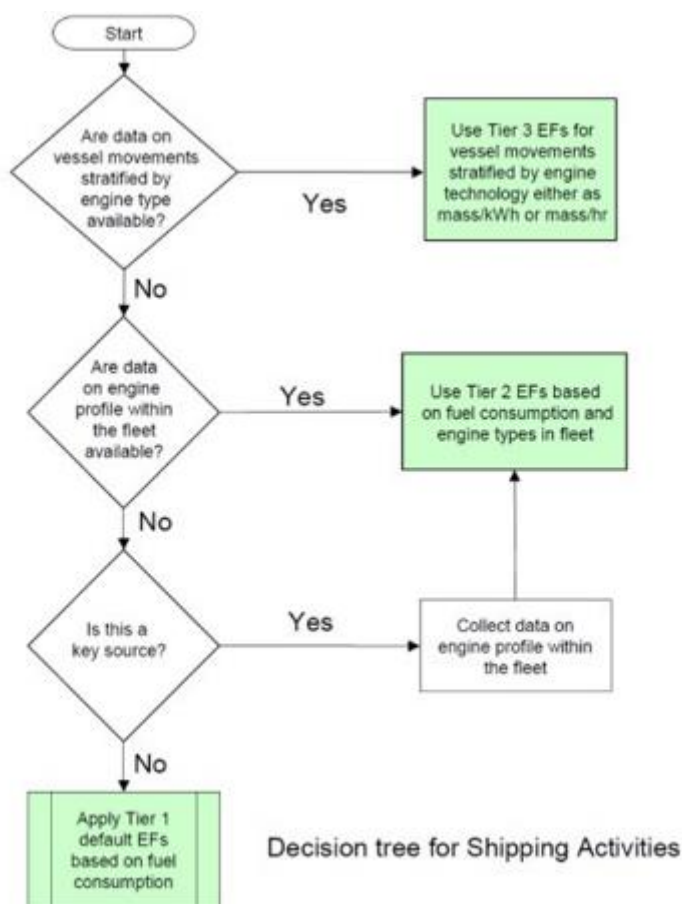 Start
Are data on
vessel movements
stratified by
engine type
available?
Yes
Use Tier 3 EFs for
vessel movements
stratified by engine
technology either as
mass/kWh or mass/hr
No
Are data
on engine
profile within
the fleet
available?
Yes
Use Tier 2 EFs based
on fuel consumption and
engine types in fleet
No
Is this a
key source?
Yes
Collect data on
engine profile within
the fleet
No
Apply Tier 1
default EFs
based on fuel
consumption
Decision tree for Shipping Activities